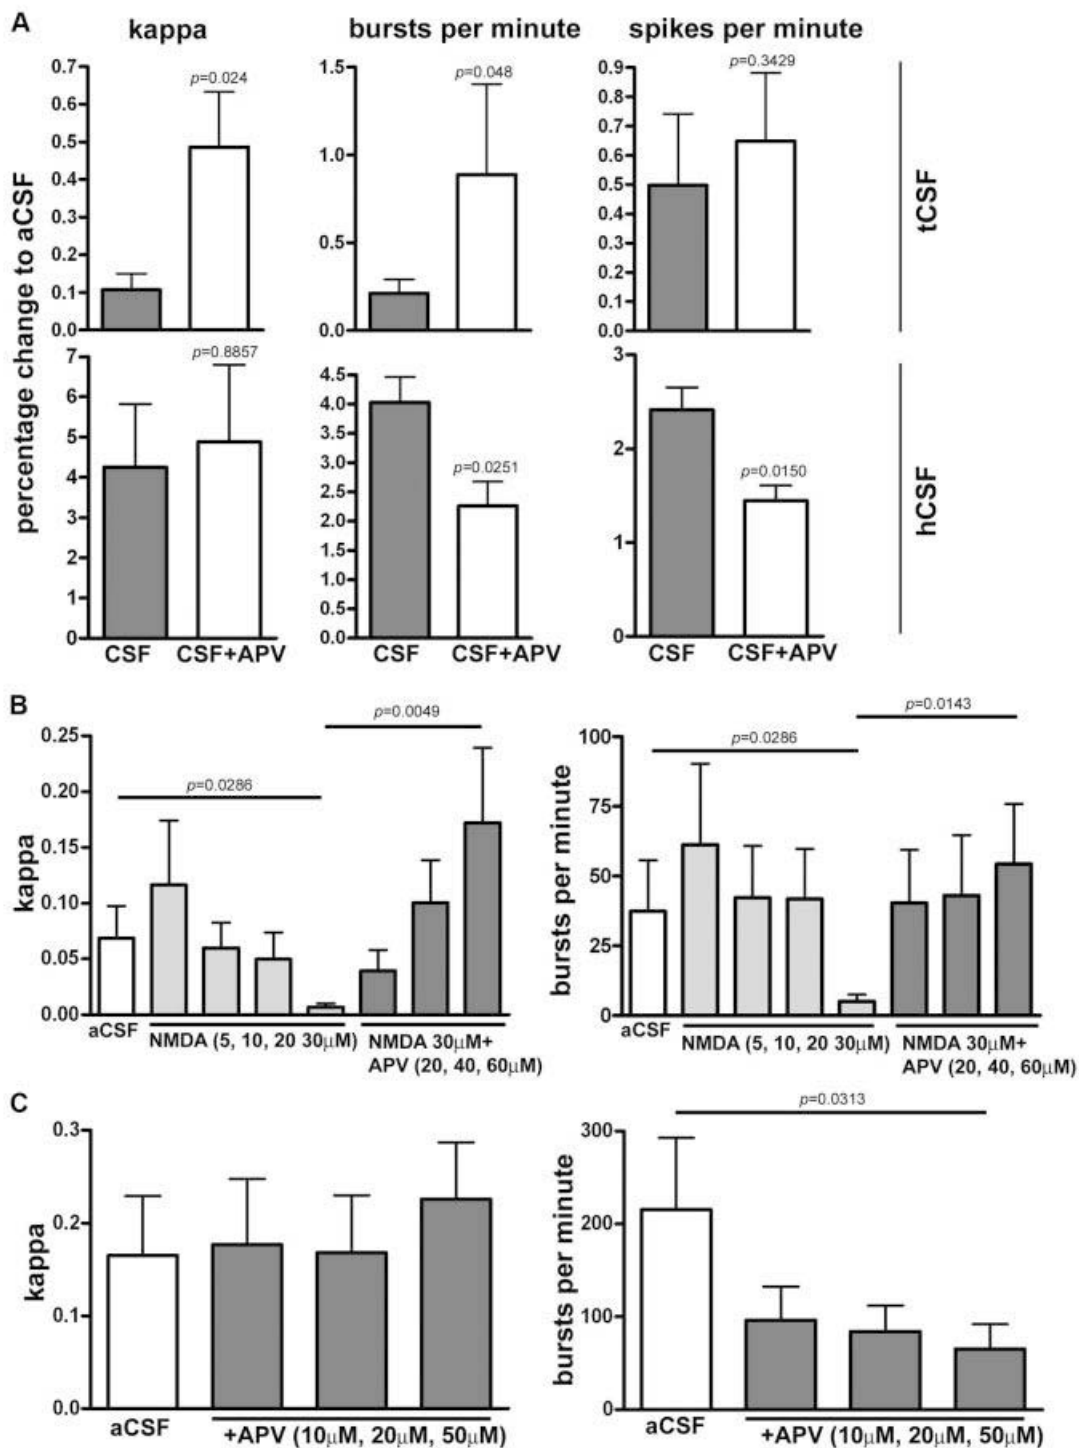 A
kappa
bursts per minute
spikes per minute
percentage change to aCSF
0.7
0.6
0.5
0.4
0.3
0.2
0.1
0.0
p=0.024
1.5
1.0
0.5
0.0
p=0.048
0.9
0.8
0.7
0.6
0.5
0.4
0.3
0.2
0.1
0.0
p=0.3429
tCSF
7
6
5
4
3
2
1
0
p=0.8857
CSF
CSF+APV
4.5
4.0
3.5
3.0
2.5
2.0
1.5
1.0
0.5
0.0
p=0.0251
CSF
CSF+APV
3
2
1
0
p=0.0150
CSF
CSF+APV
hCSF
B
kappa
0.25
0.20
0.15
0.10
0.05
0.00
p=0.0286
p=0.0049
aCSF
NMDA (5, 10, 20 30μM)
NMDA 30μM+
APV (20, 40, 60μM)
bursts per minute
100
75
50
25
0
p=0.0286
p=0.0143
aCSF
NMDA (5, 10, 20 30μM)
NMDA 30μM+
APV (20, 40, 60μM)
C
kappa
0.3
0.2
0.1
0.0
aCSF
+APV (10μM, 20μM, 50μM)
bursts per minute
300
200
100
0
p=0.0313
aCSF
+APV (10μM, 20μM, 50μM)